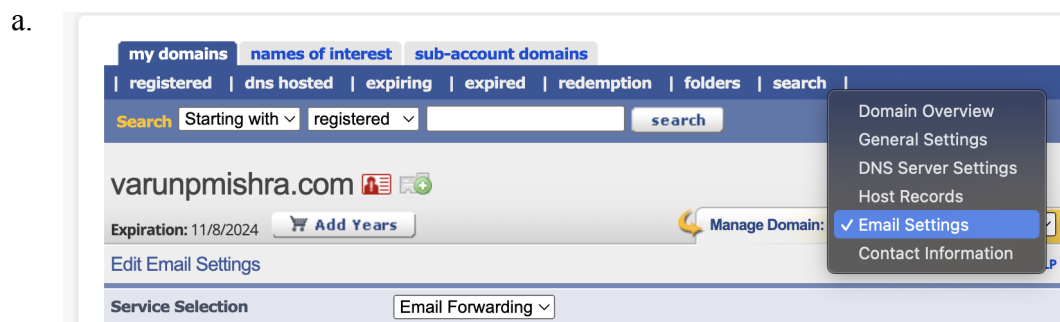 a.
my domains names of interest sub-account domains
| registered | dns hosted | expiring | expired | redemption | folders | search |
Search Starting with registered search
Domain Overview
General Settings
DNS Server Settings
Host Records
✓ Email Settings
Contact Information
varunpmishra.com
Expiration: 11/8/2024 Add Years Manage Domain:
Edit Email Settings
Service Selection Email Forwarding